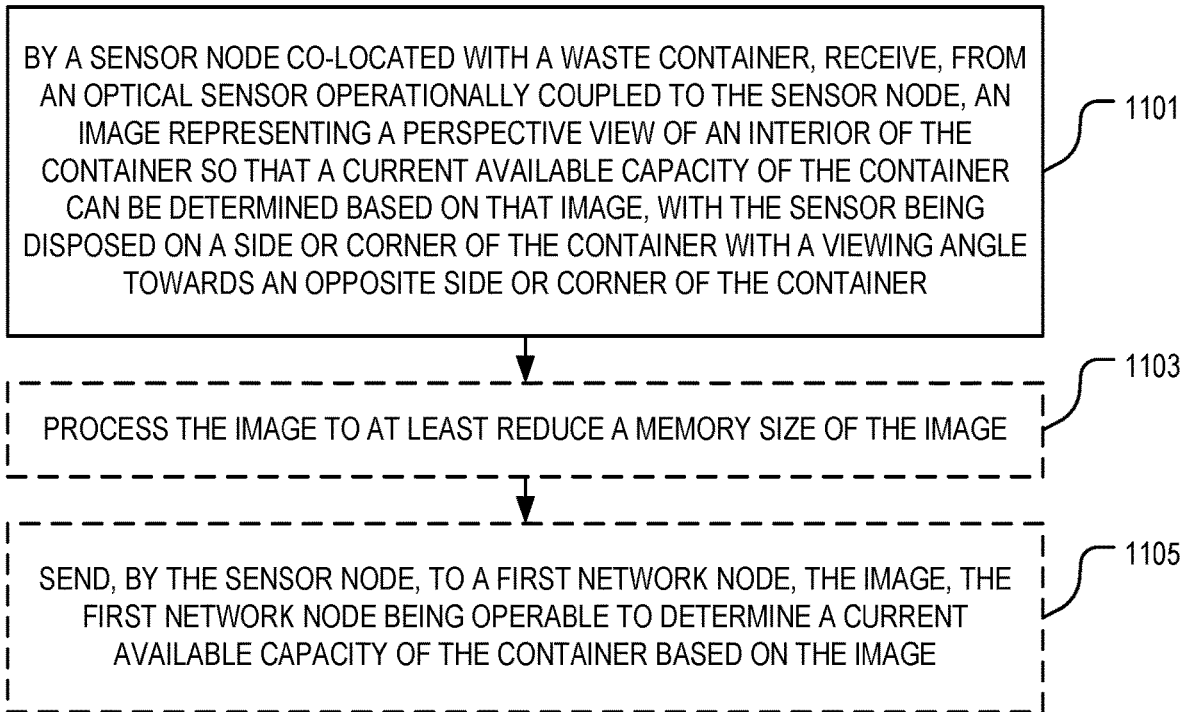 BY A SENSOR NODE CO-LOCATED WITH A WASTE CONTAINER, RECEIVE, FROM
AN OPTICAL SENSOR OPERATIONALLY COUPLED TO THE SENSOR NODE, AN
IMAGE REPRESENTING A PERSPECTIVE VIEW OF AN INTERIOR OF THE
CONTAINER SO THAT A CURRENT AVAILABLE CAPACITY OF THE CONTAINER
CAN BE DETERMINED BASED ON THAT IMAGE, WITH THE SENSOR BEING
DISPOSED ON A SIDE OR CORNER OF THE CONTAINER WITH A VIEWING ANGLE
TOWARDS AN OPPOSITE SIDE OR CORNER OF THE CONTAINER
1101
PROCESS THE IMAGE TO AT LEAST REDUCE A MEMORY SIZE OF THE IMAGE
1103
SEND, BY THE SENSOR NODE, TO A FIRST NETWORK NODE, THE IMAGE, THE
FIRST NETWORK NODE BEING OPERABLE TO DETERMINE A CURRENT
AVAILABLE CAPACITY OF THE CONTAINER BASED ON THE IMAGE
1105